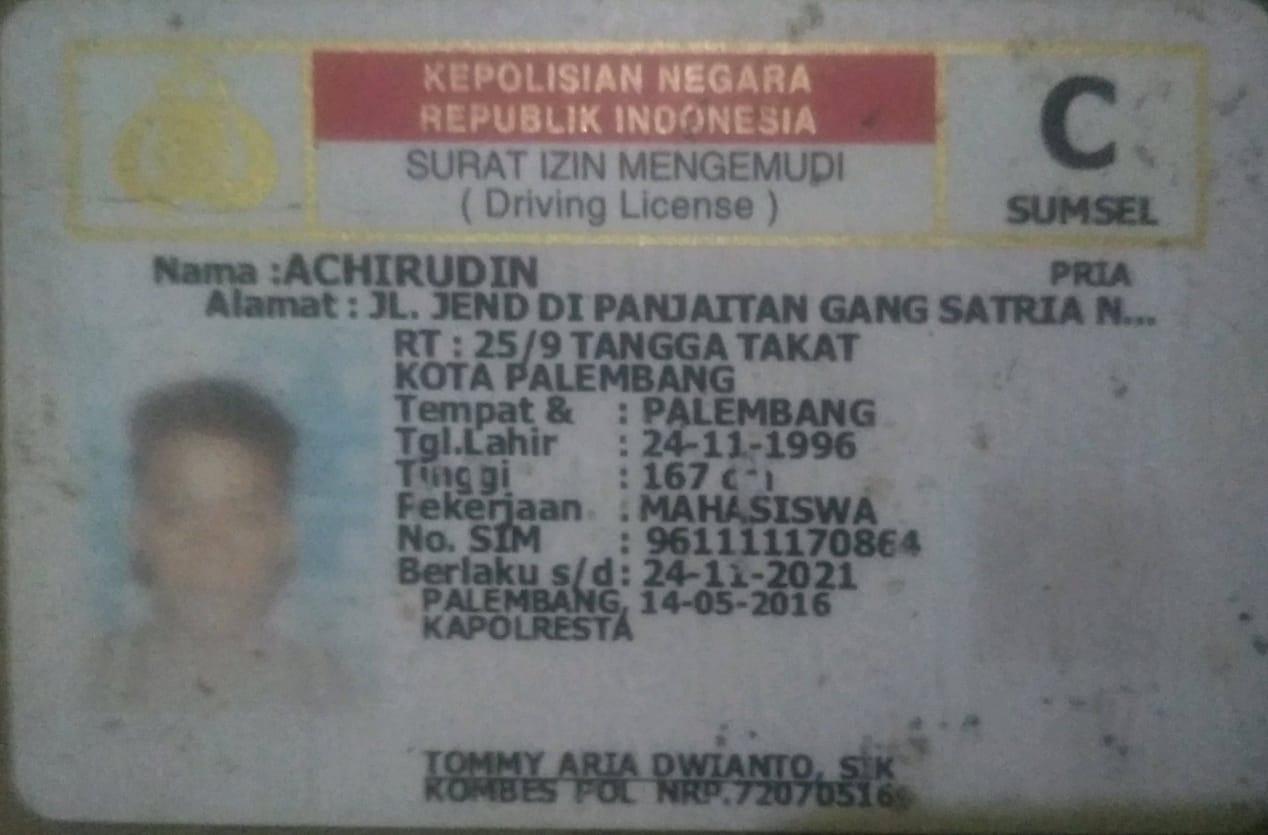 KEPOLISIAN NEGARA
REPUBLIK INDONESIA
SURAT IZIN MENGEMUDI
( Driving License )
C
SUMSEL
Nama :ACHIRUDIN PRIA
Alamat : JL. JEND DI PANJAITAN GANG SATRIA N...
RT : 25/9 TANGGA TAKAT
KOTA PALEMBANG
Tempat & : PALEMBANG
Tgl.Lahir : 24-11-1996
Tinggi : 167
Pekerjaan : MAHASISWA
No. SIM : 961111170864
Berlaku s/d : 24-11-2021
PALEMBANG, 14-05-2016
KAPOLRESTA
TOMMY ARIA DWIANTO, SIK
KOMBES POL NRP.72070516